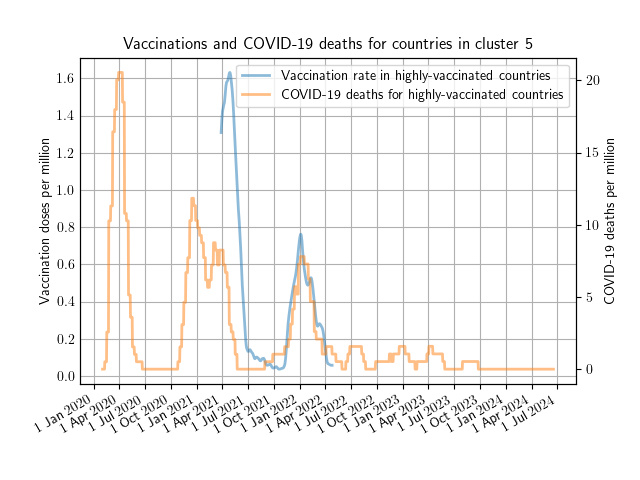 Vaccinations and COVID-19 deaths for countries in cluster 5
Vaccination rate in highly-vaccinated countries
COVID-19 deaths for highly-vaccinated countries
Vaccination doses per million
1.6
1.4
1.2
1.0
0.8
0.6
0.4
0.2
0.0
COVID-19 deaths per million
20
15
10
5
0
1 Jan 2020
1 Apr 2020
1 Jul 2020
1 Oct 2020
1 Jan 2021
1 Apr 2021
1 Jul 2021
1 Oct 2021
1 Jan 2022
1 Apr 2022
1 Jul 2022
1 Oct 2022
1 Jan 2023
1 Apr 2023
1 Jul 2023
1 Oct 2023
1 Jan 2024
1 Apr 2024
1 Jul 2024